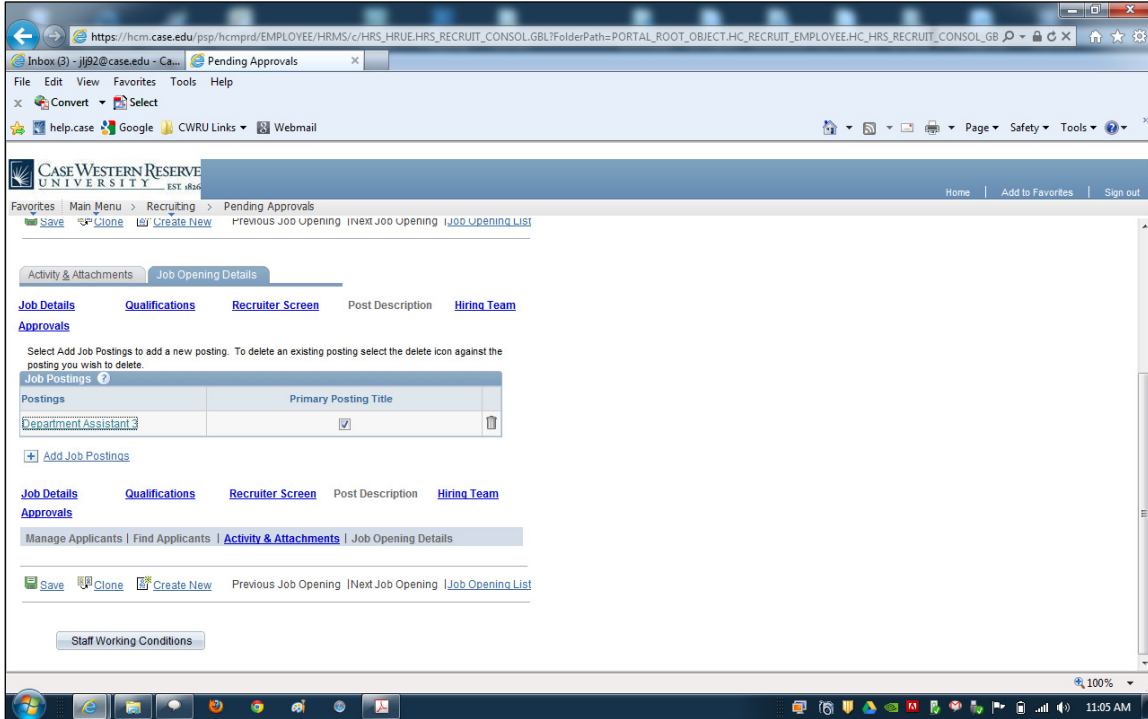 https://hcm.case.edu/psp/hcmprd/EMPLOYEE/HRMS/c/HRS_HRUE.HRS_RECRUIT_CONSOL.GBL?FolderPath=PORTAL_ROOT_OBJECT.HC_RECRUIT_EMPLOYEE.HC_HRS_RECRUIT_CONSOL_GB
Inbox (3) - jlj92@case.edu - Ca... Pending Approvals
File Edit View Favorites Tools Help
x Convert Select
help.case Google CWRU Links Webmail Page Safety Tools
CASE WESTERN RESERVE
UNIVERSITY EST. 1826
Home | Add to Favorites | Sign out
Favorites Main Menu > Recruiting > Pending Approvals
Save Clone Create New Previous Job Opening |Next Job Opening |Job Opening List
Activity & Attachments Job Opening Details
Job Details Qualifications Recruiter Screen Post Description Hiring Team
Approvals
Select Add Job Postings to add a new posting. To delete an existing posting select the delete icon against the
posting you wish to delete.
Job Postings ?
Postings Primary Posting Title
Department Assistant 3
+ Add Job Postings
Job Details Qualifications Recruiter Screen Post Description Hiring Team
Approvals
Manage Applicants | Find Applicants | Activity & Attachments | Job Opening Details
Save Clone Create New Previous Job Opening |Next Job Opening |Job Opening List
Staff Working Conditions
100%
11:05 AM